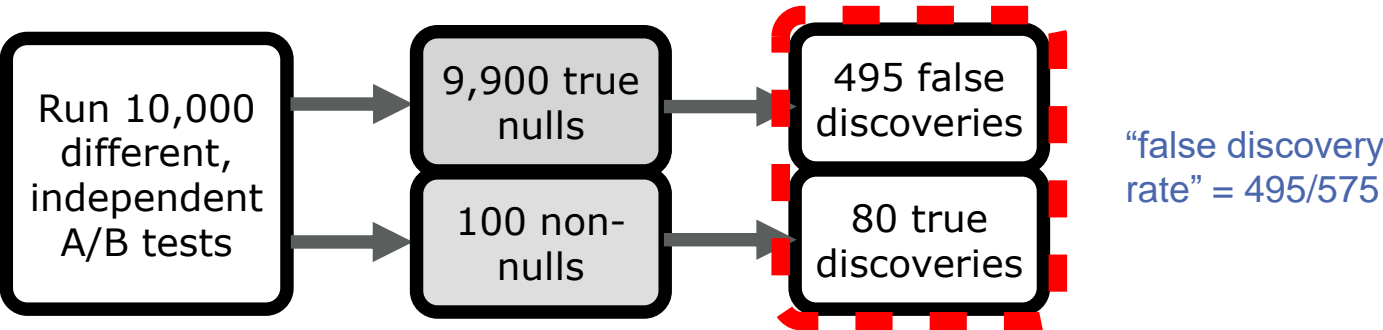 Run 10,000
different,
independent
A/B tests
9,900 true
nulls
100 non-
nulls
495 false
discoveries
80 true
discoveries
“false discovery
rate” = 495/575